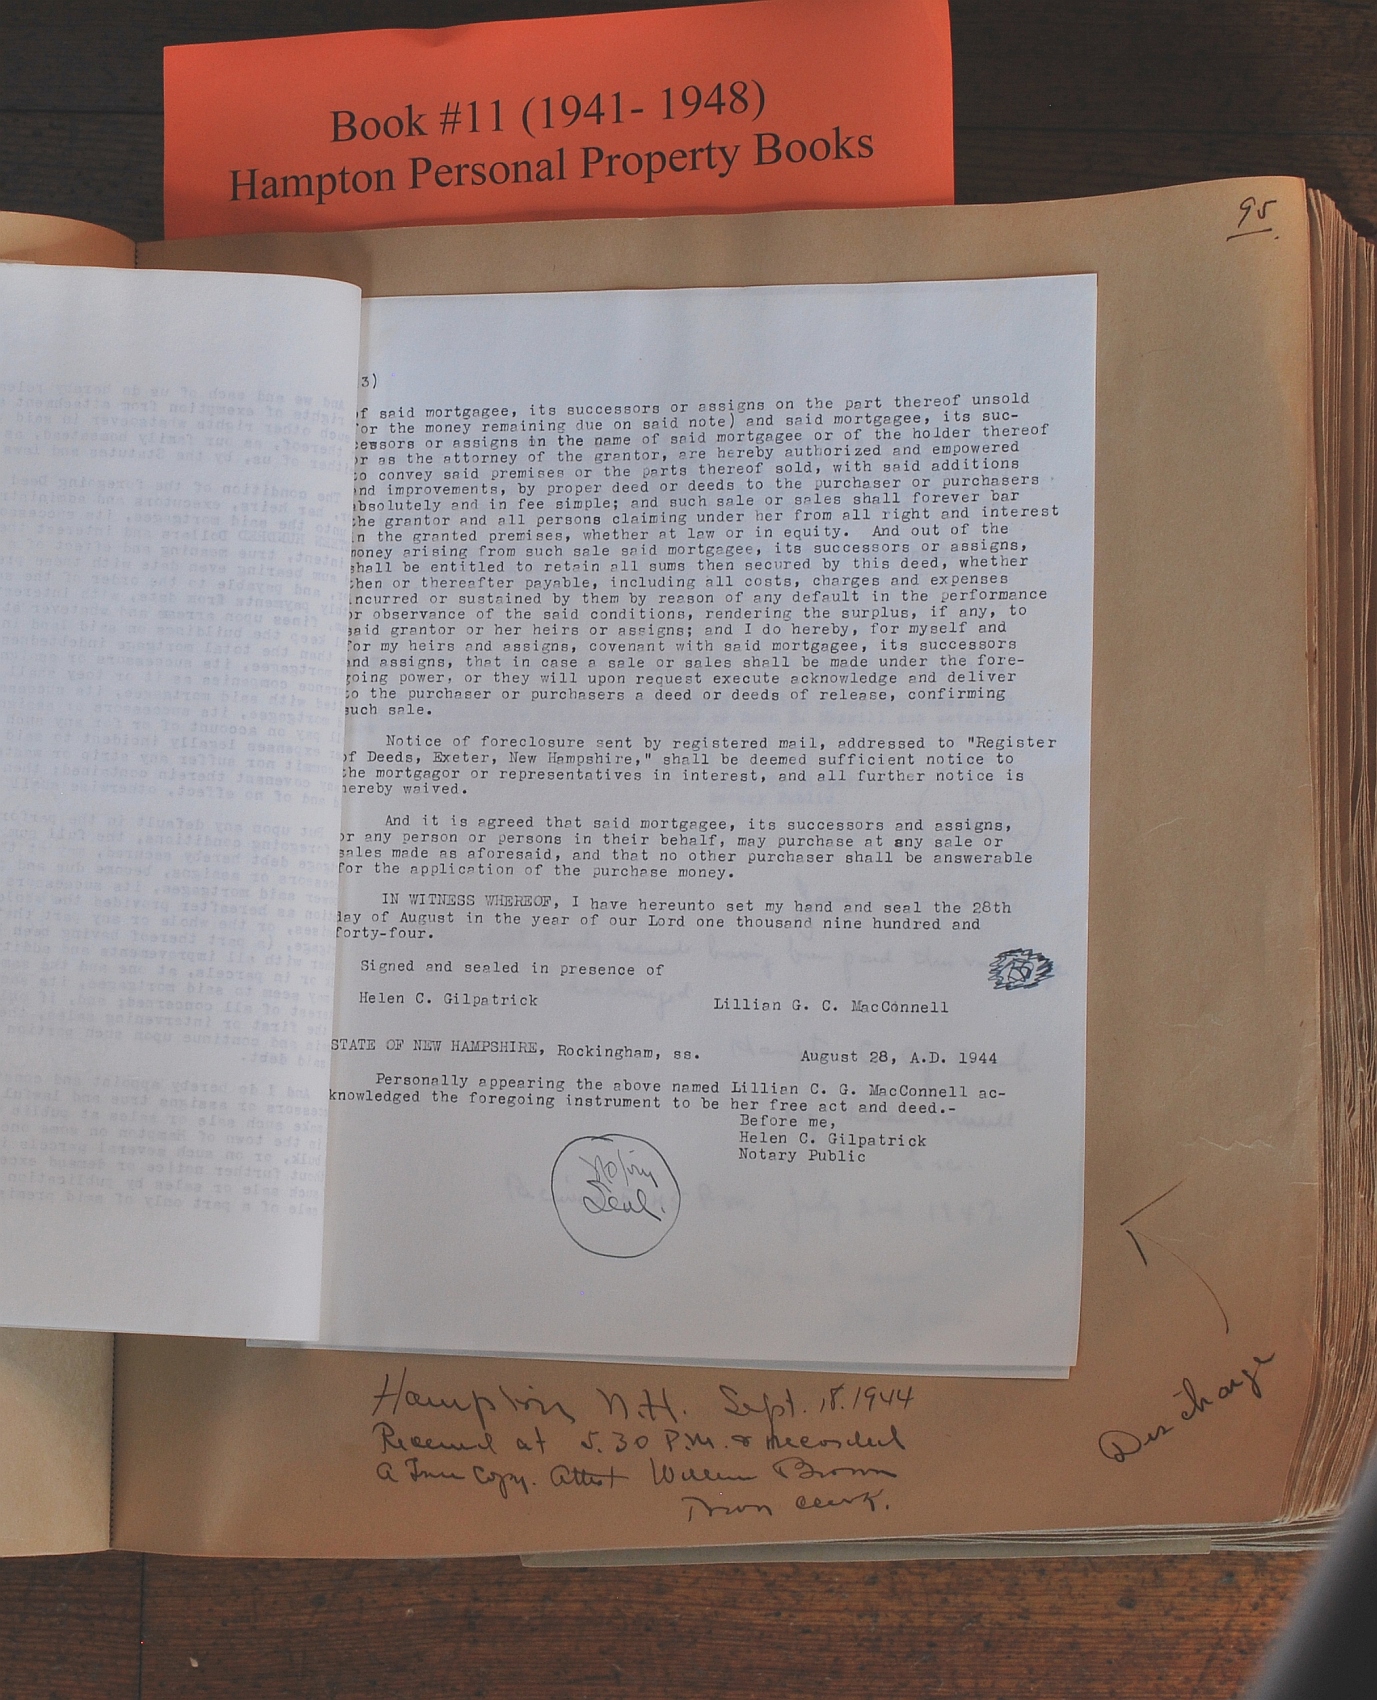 Book #11 (1941- 1948)
Hampton Personal Property Books
95
3)
of said mortgagee, its successors or assigns on the part thereof unsold
for the money remaining due on said note) and said mortgagee, its suc-
cessors or assigns in the name of said mortgagee or of the holder thereof
or as the attorney of the grantor, are hereby authorized and empowered
to convey said premises or the parts thereof sold, with said additions
and improvements, by proper deed or deeds to the purchaser or purchasers
absolutely and in fee simple; and such sale or sales shall forever bar
the grantor and all persons claiming under her from all right and interest
in the granted premises, whether at law or in equity. And out of the
money arising from such sale said mortgagee, its successors or assigns,
shall be entitled to retain all sums then secured by this deed, whether
then or thereafter payable, including all costs, charges and expenses
incurred or sustained by them by reason of any default in the performance
or observance of the said conditions, rendering the surplus, if any, to
said grantor or her heirs or assigns; and I do hereby, for myself and
for my heirs and assigns, covenant with said mortgagee, its successors
and assigns, that in case a sale or sales shall be made under the fore-
going power, or they will upon request execute acknowledge and deliver
to the purchaser or purchasers a deed or deeds of release, confirming
such sale.
Notice of foreclosure sent by registered mail, addressed to "Register
of Deeds, Exeter, New Hampshire," shall be deemed sufficient notice to
the mortgagor or representatives in interest, and all further notice is
hereby waived.
And it is agreed that said mortgagee, its successors and assigns,
or any person or persons in their behalf, may purchase at any sale or
sales made as aforesaid, and that no other purchaser shall be answerable
for the application of the purchase money.
IN WITNESS WHEREOF, I have hereunto set my hand and seal the 28th
day of August in the year of our Lord one thousand nine hundred and
forty-four.
Signed and sealed in presence of
Helen C. Gilpatrick Lillian G. C. MacConnell
STATE OF NEW HAMPSHIRE, Rockingham, ss. August 28, A.D. 1944
Personally appearing the above named Lillian C. G. MacConnell ac-
knowledged the foregoing instrument to be her free act and deed.-
Before me,
Helen C. Gilpatrick
Notary Public
Seal.
Hampton N.H. Sept. 18. 1944
Received at 5.30 P.M. & recorded
A True Copy. Attest William Brown
Town Clerk.
Discharge